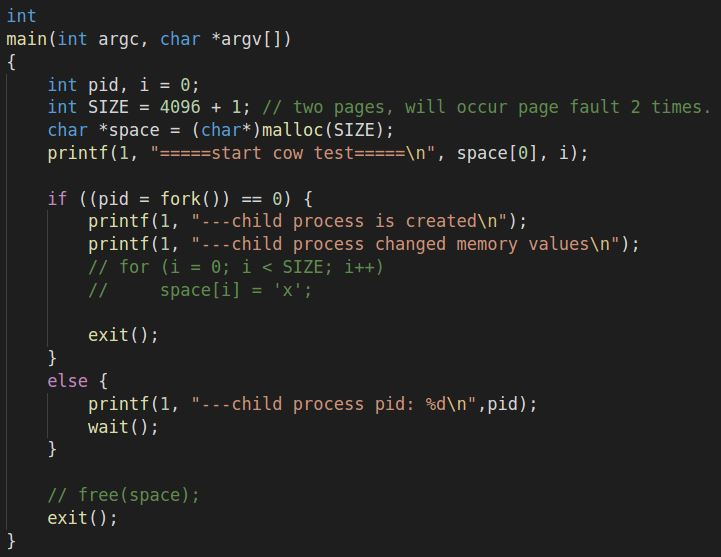 int
main(int argc, char *argv[])
{
    int pid, i = 0;
    int SIZE = 4096 + 1; // two pages, will occur page fault 2 times.
    char *space = (char*)malloc(SIZE);
    printf(1, "=====start cow test=====\n", space[0], i);

    if ((pid = fork()) == 0) {
        printf(1, "---child process is created\n");
        printf(1, "---child process changed memory values\n");
        // for (i = 0; i < SIZE; i++)
        //     space[i] = 'x';

        exit();
    }
    else {
        printf(1, "---child process pid: %d\n",pid);
        wait();
    }

    // free(space);
    exit();
}